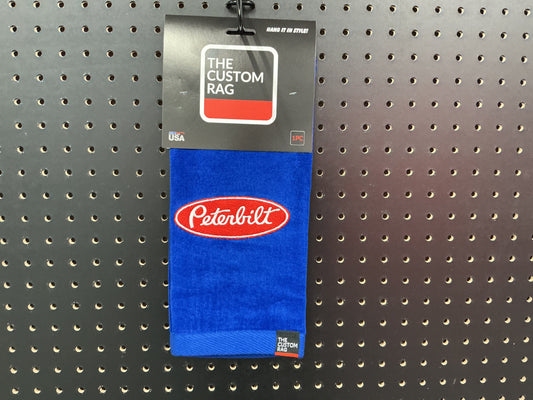 HANG IT IN STYLE!
THE
CUSTOM
RAG
USA
1PC
Peterbilt
THE
CUSTOM
RAG